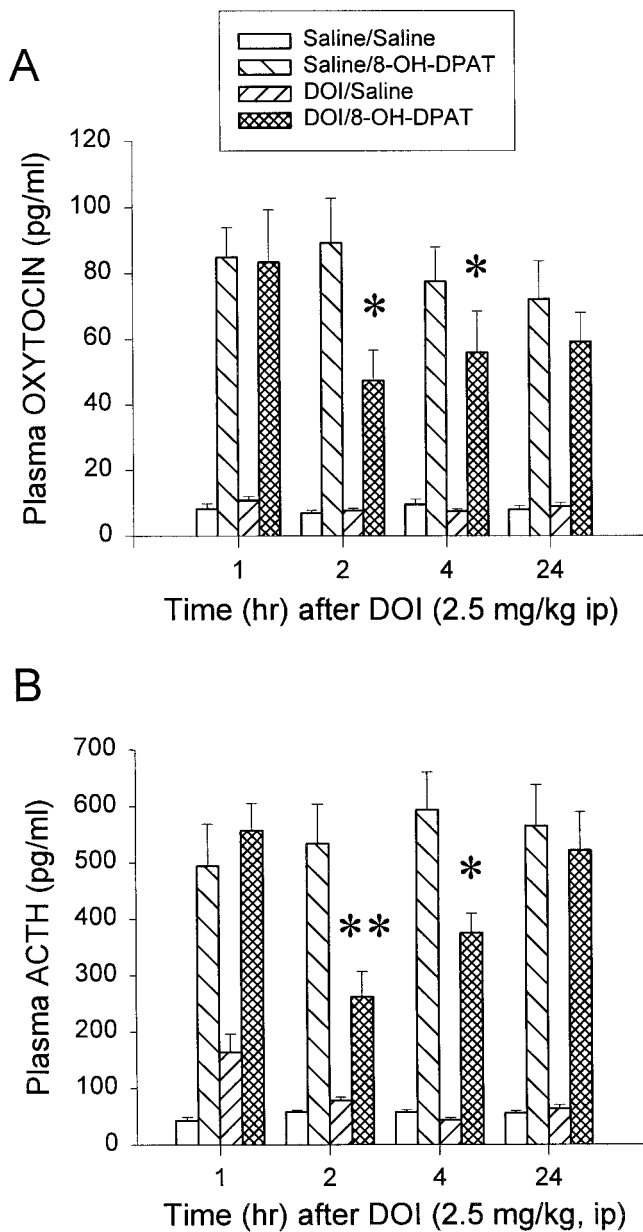 A
Saline/Saline
Saline/8-OH-DPAT
DOI/Saline
DOI/8-OH-DPAT
Plasma OXYTOCIN (pg/ml)
120
100
80
60
40
20
0
*
*
1 2 4 24
Time (hr) after DOI (2.5 mg/kg ip)
B
Plasma ACTH (pg/ml)
700
600
500
400
300
200
100
0
**
*
1 2 4 24
Time (hr) after DOI (2.5 mg/kg, ip)